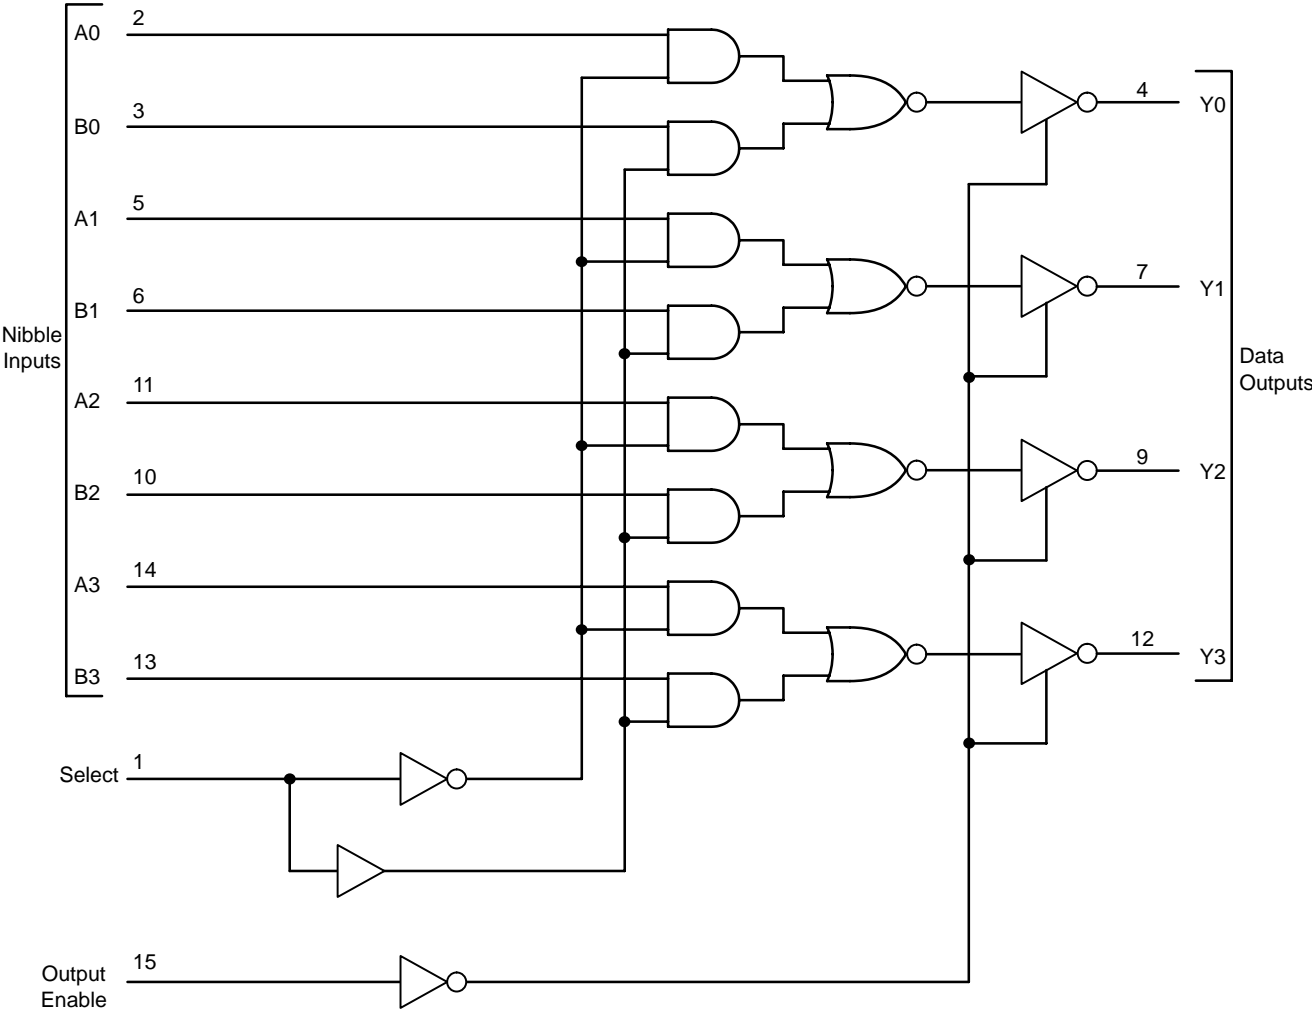 2
A0
3
B0
5
A1
6
B1
Nibble
Inputs
11
A2
10
B2
14
A3
13
B3
1
Select
15
Output
Enable
4
Y0
7
Y1
Data
Outputs
9
Y2
12
Y3